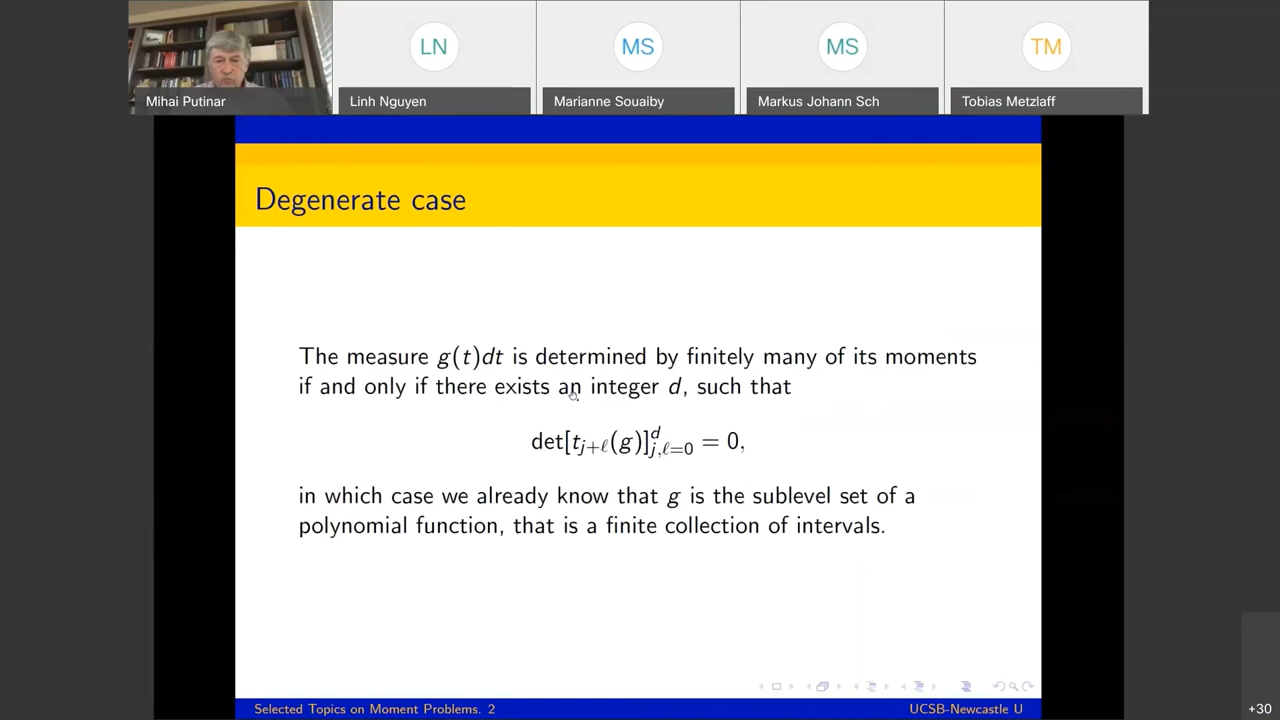 LN
MS
MS
TM
Mihai Putinar
Linh Nguyen
Marianne Souaiby
Markus Johann Sch
Tobias Metzlaff
Degenerate case
The measure g(t)dt is determined by finitely many of its moments
if and only if there exists an integer d, such that
det[t_{j+ℓ}(g)]^d_{j,ℓ=0} = 0,
in which case we already know that g is the sublevel set of a
polynomial function, that is a finite collection of intervals.
Selected Topics on Moment Problems. 2
UCSB-Newcastle U
+30